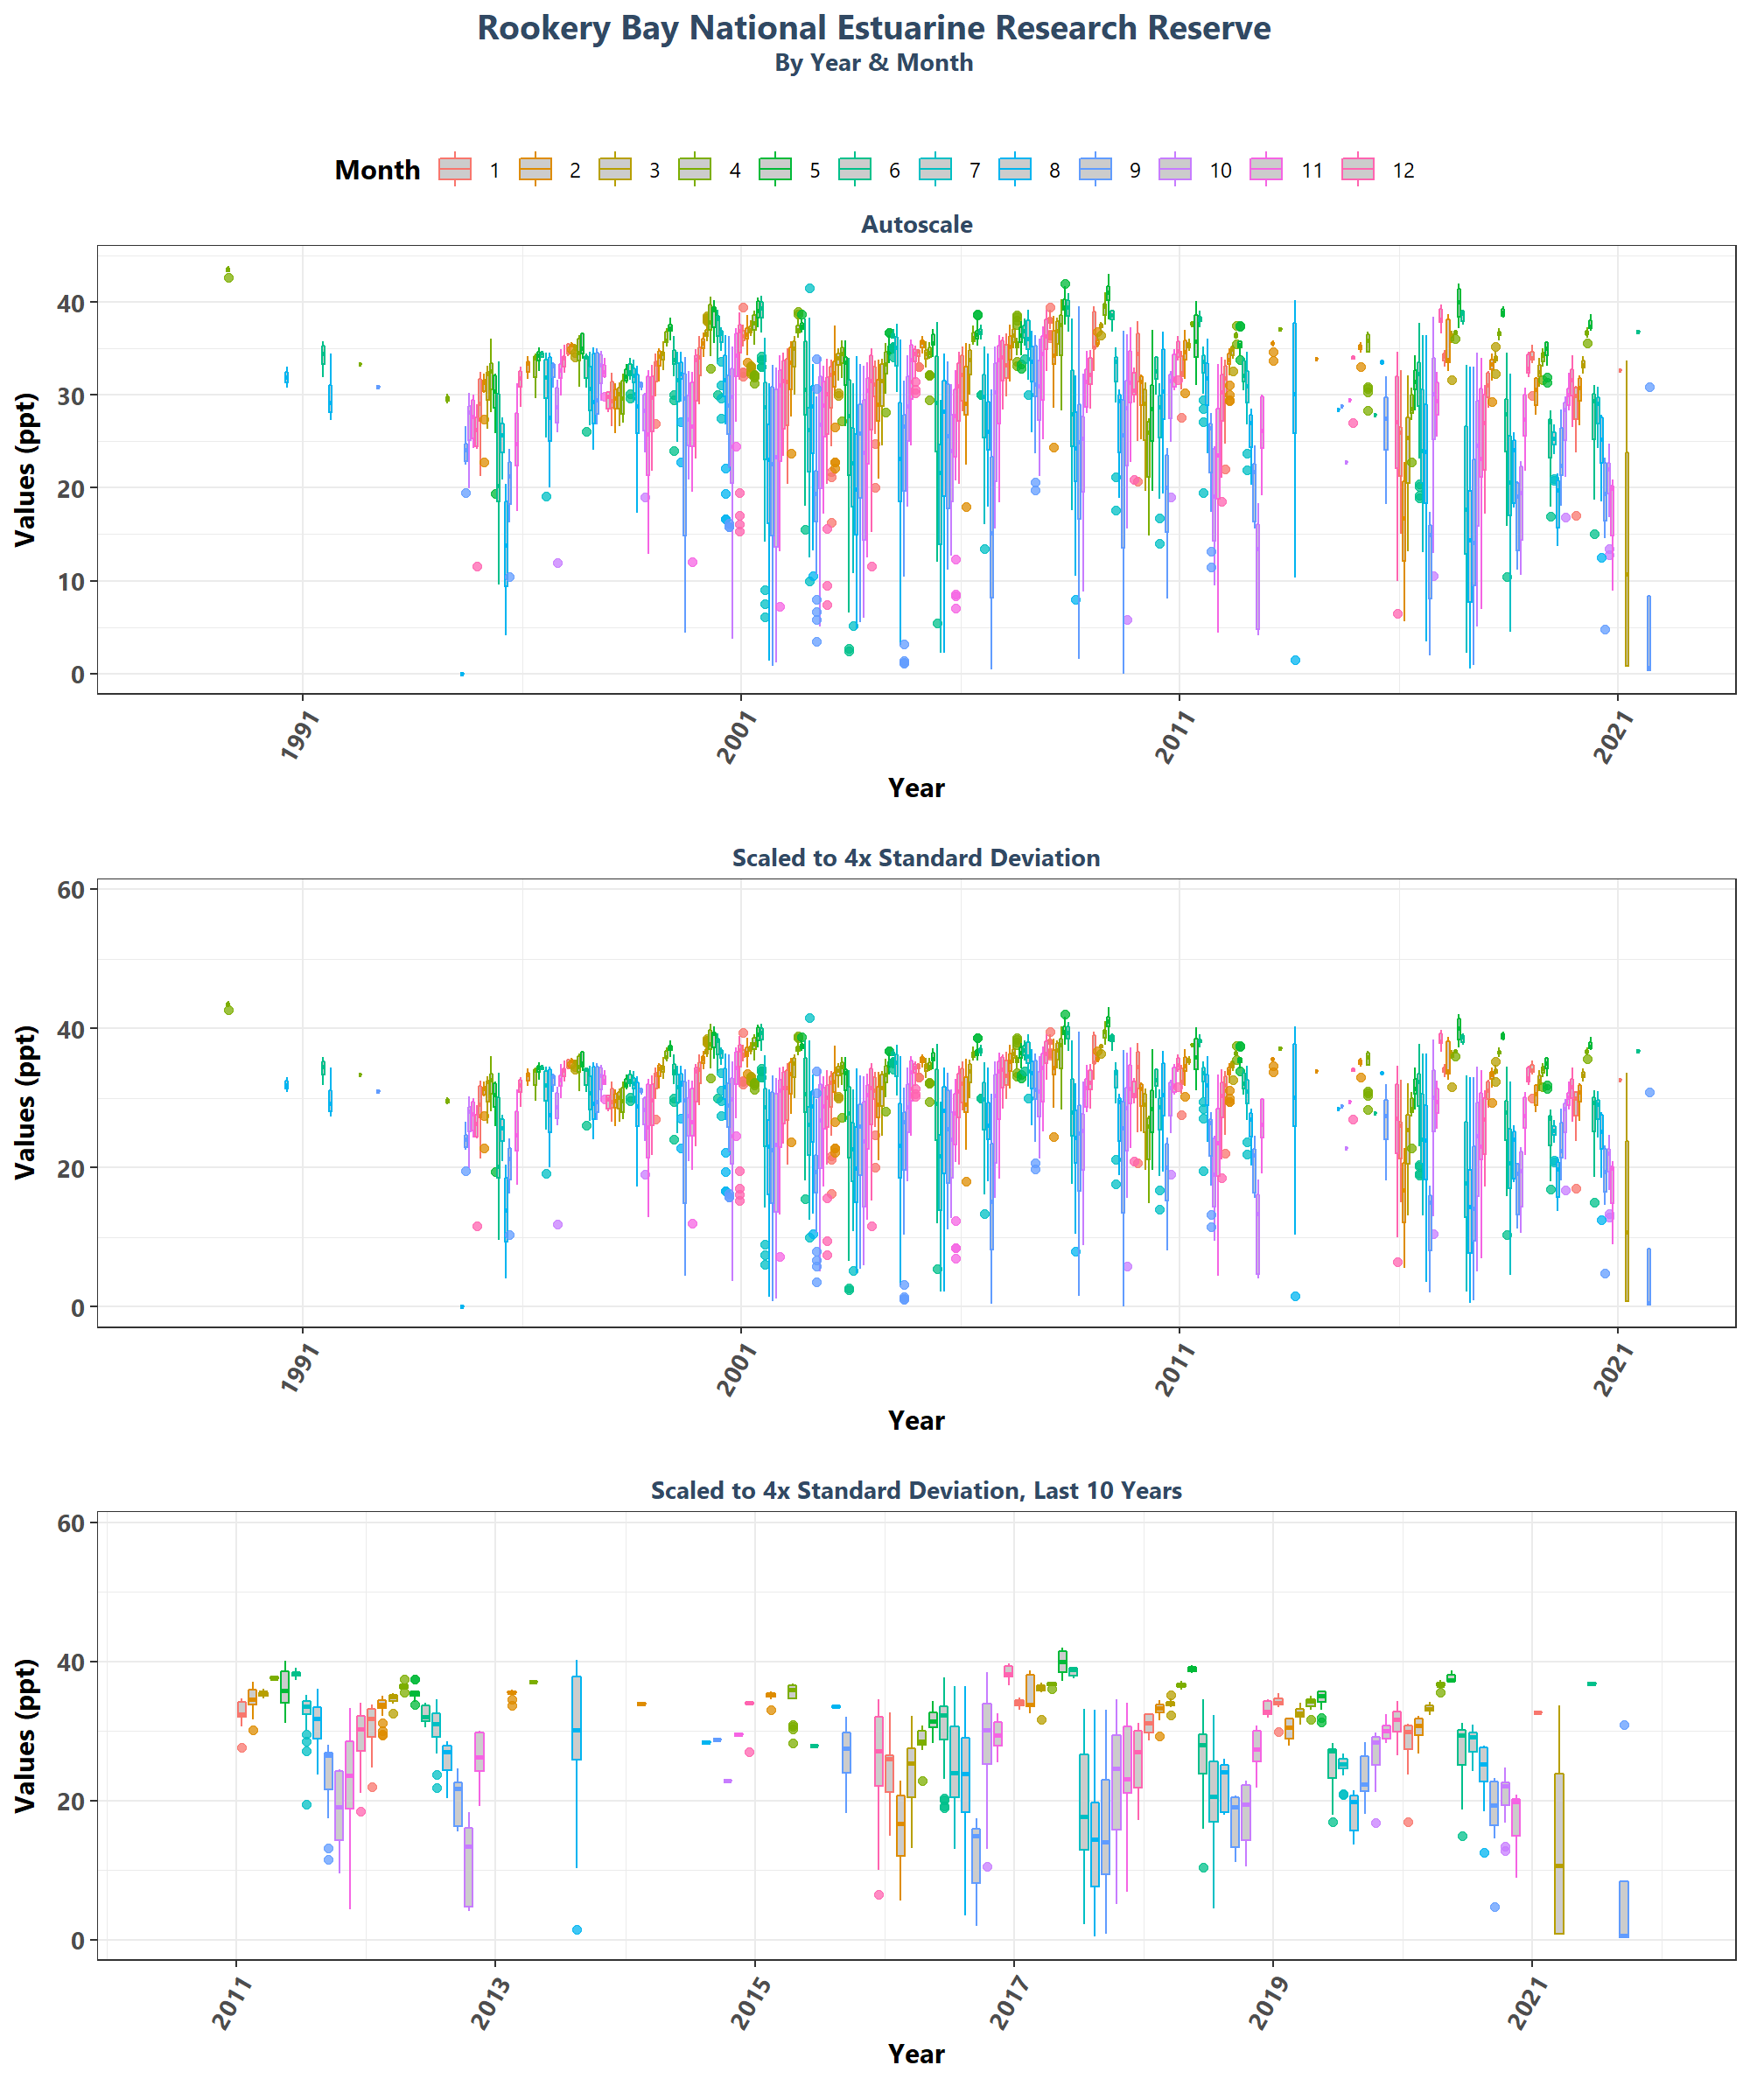 Rookery Bay National Estuarine Research Reserve
By Year & Month
Month 1 2 3 4 5 6 7 8 9 10 11 12
Autoscale
Values (ppt)
40
30
20
10
0
1991 2001 2011 2021
Year
Scaled to 4x Standard Deviation
Values (ppt)
60
40
20
0
1991 2001 2011 2021
Year
Scaled to 4x Standard Deviation, Last 10 Years
Values (ppt)
60
40
20
0
2011 2013 2015 2017 2019 2021
Year